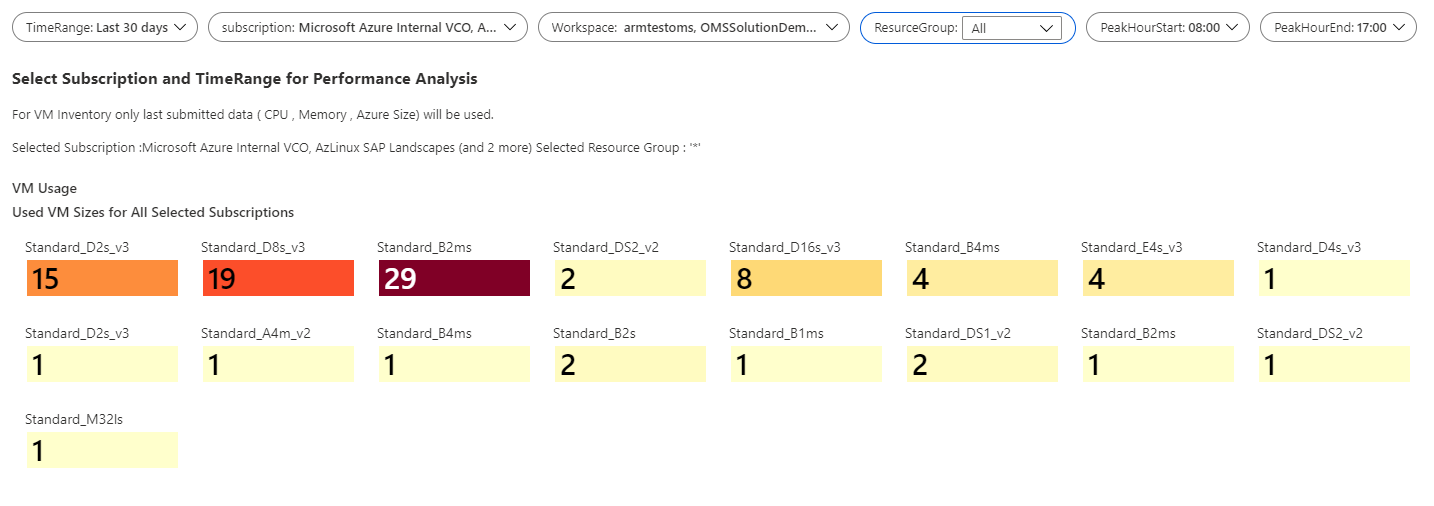 TimeRange: Last 30 days subscription: Microsoft Azure Internal VCO, A... Workspace: armtestoms, OMSSolutionDem... ResurceGroup: All PeakHourStart: 08:00 PeakHourEnd: 17:00
Select Subscription and TimeRange for Performance Analysis
For VM Inventory only last submitted data ( CPU , Memory , Azure Size) will be used.
Selected Subscription :Microsoft Azure Internal VCO, AzLinux SAP Landscapes (and 2 more) Selected Resource Group : '*'
VM Usage
Used VM Sizes for All Selected Subscriptions
Standard_D2s_v3 Standard_D8s_v3 Standard_B2ms Standard_DS2_v2 Standard_D16s_v3 Standard_B4ms Standard_E4s_v3 Standard_D4s_v3
15 19 29 2 8 4 4 1
Standard_D2s_v3 Standard_A4m_v2 Standard_B4ms Standard_B2s Standard_B1ms Standard_DS1_v2 Standard_B2ms Standard_DS2_v2
1 1 1 2 1 2 1 1
Standard_M32ls
1